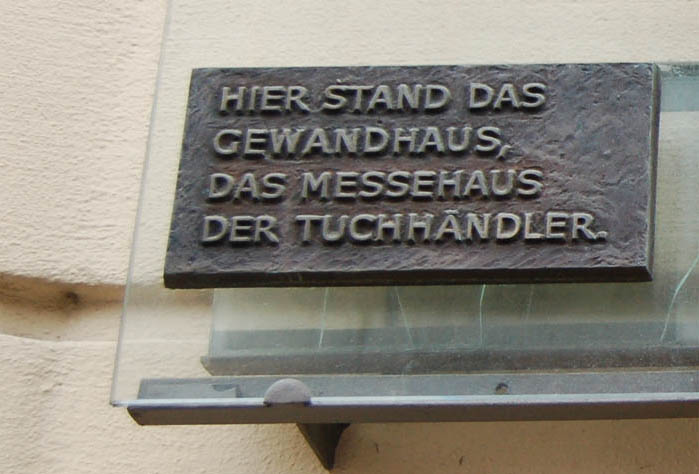 HIER STAND DAS
GEWANDHAUS,
DAS MESSEHAUS
DER TUCHHÄNDLER.